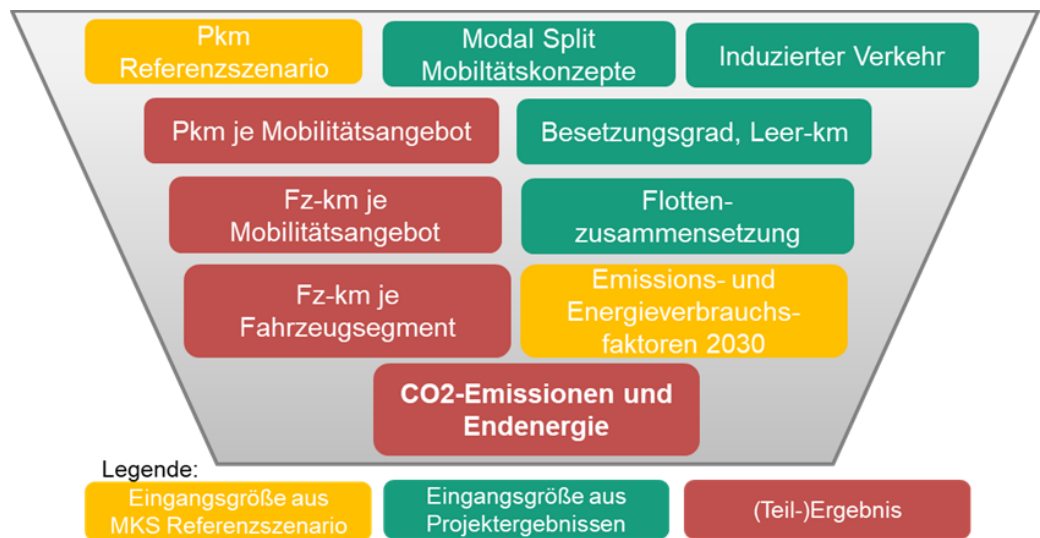 Pkm
Referenzszenario
Modal Split
Mobiltätskonzepte
Induzierter Verkehr
Pkm je Mobilitätsangebot
Besetzungsgrad, Leer-km
Fz-km je
Mobilitätsangebot
Flotten-
zusammensetzung
Fz-km je
Fahrzeugsegment
Emissions- und
Energieverbrauchs-
faktoren 2030
CO2-Emissionen und
Endenergie
Legende:
Eingangsgröße aus
MKS Referenzszenario
Eingangsgröße aus
Projektergebnissen
(Teil-)Ergebnis